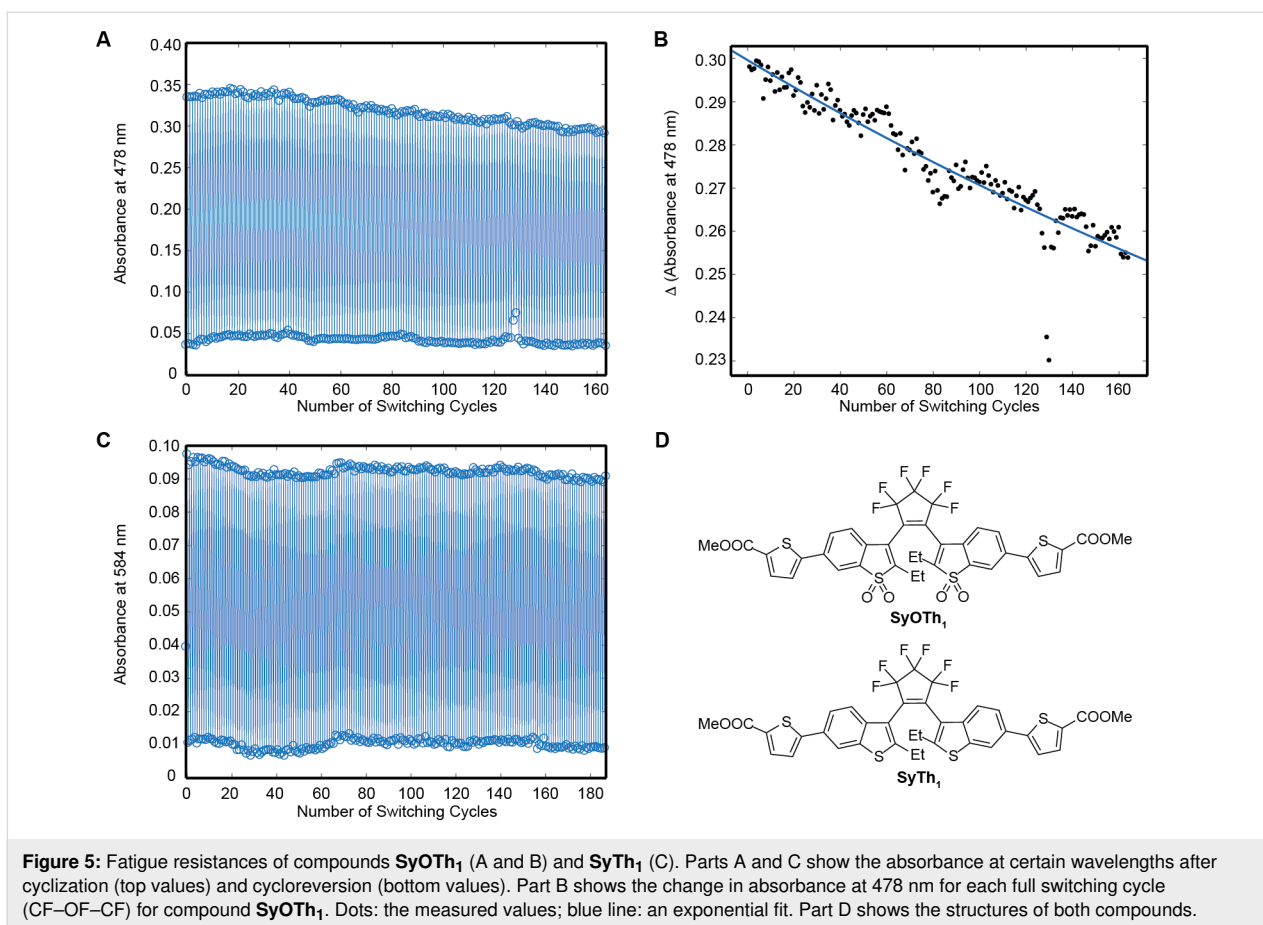 A
0.40
0.35
0.30
0.25
0.20
0.15
0.10
0.05
0
Absorbance at 478 nm
0 20 40 60 80 100 120 140 160
Number of Switching Cycles
B
0.30
0.29
0.28
0.27
0.26
0.25
0.24
0.23
Δ (Absorbance at 478 nm)
0 20 40 60 80 100 120 140 160
Number of Switching Cycles
C
0.10
0.09
0.08
0.07
0.06
0.05
0.04
0.03
0.02
0.01
0
Absorbance at 584 nm
0 20 40 60 80 100 120 140 160 180
Number of Switching Cycles
D
F F
F F
F F
MeOOC S S COOMe
Et
Et
S S
O O O O
SyOTh₁
F F
F F
F F
MeOOC S S COOMe
Et
Et
S S
SyTh₁
Figure 5: Fatigue resistances of compounds SyOTh₁ (A and B) and SyTh₁ (C). Parts A and C show the absorbance at certain wavelengths after
cyclization (top values) and cycloreversion (bottom values). Part B shows the change in absorbance at 478 nm for each full switching cycle
(CF–OF–CF) for compound SyOTh₁. Dots: the measured values; blue line: an exponential fit. Part D shows the structures of both compounds.